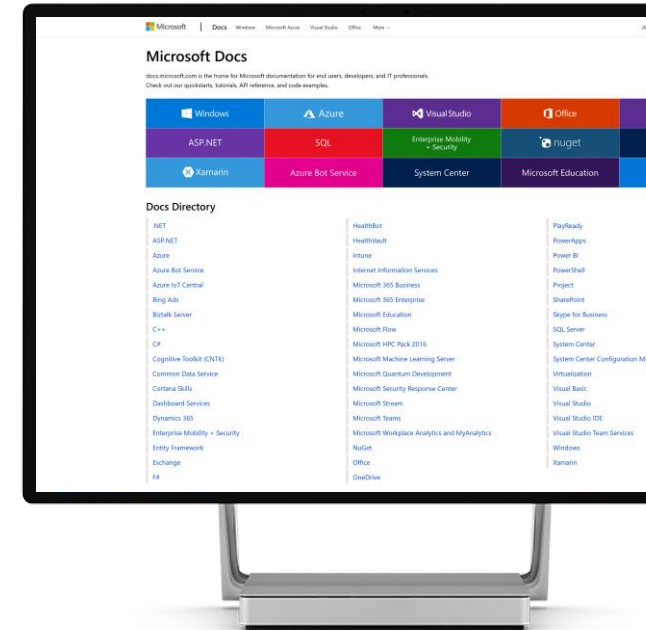 Microsoft Docs Windows Microsoft Azure Visual Studio Office More
Microsoft Docs
docs.microsoft.com is the home for Microsoft documentation for end users, developers, and IT professionals.
Check out our quickstarts, tutorials, API reference, and code examples.
Windows Azure Visual Studio Office
ASP.NET SQL Enterprise Mobility nuget
+ Security
Xamarin Azure Bot Service System Center Microsoft Education
Docs Directory
.NET HealthBot PlayReady
ASP.NET HealthVault PowerApps
Azure Intune Power BI
Azure Bot Service Internet Information Services PowerShell
Azure IoT Central Microsoft 365 Business Project
Bing Ads Microsoft 365 Enterprise SharePoint
Biztalk Server Microsoft Education Skype for Business
C++ Microsoft Flow SQL Server
C# Microsoft HPC Pack 2016 System Center
Cognitive Toolkit (CNTK) Microsoft Machine Learning Server System Center Configuration
Common Data Service Microsoft Quantum Development Virtualization
Cortana Skills Microsoft Security Response Center Visual Basic
Dashboard Services Microsoft Stream Visual Studio
Dynamics 365 Microsoft Teams Visual Studio IDE
Enterprise Mobility + Security Microsoft Workplace Analytics and MyAnalytics Visual Studio Team Services
Entity Framework NuGet Windows
Exchange Office Xamarin
F# OneDrive